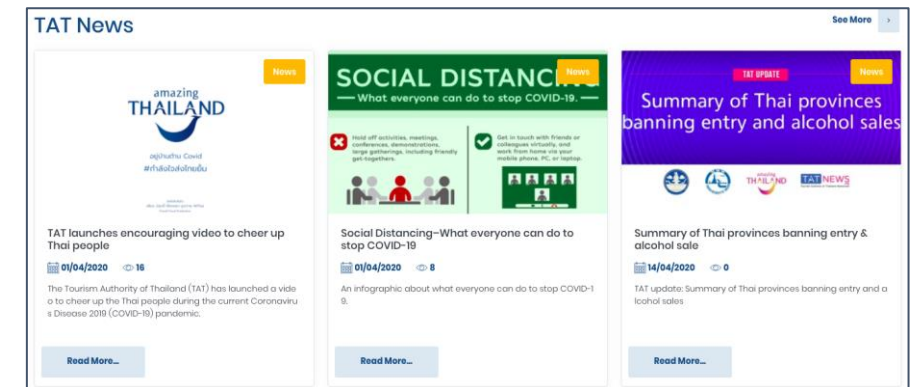 TAT News
See More
News
amazing
THAILAND
#กำลังใจส่งไทยยิ้ม
TAT launches encouraging video to cheer up
Thai people
01/04/2020 16
The Tourism Authority of Thailand (TAT) has launched a vide
o to cheer up the Thai people during the current Coronaviru
s Disease 2019 (COVID-19) pandemic.
Read More...
News
SOCIAL DISTANC
What everyone can do to stop COVID-19.
Hold off activities, meetings,
conferences, demonstrations,
large gatherings, including friendly
get-togethers.
Get in touch with friends or
colleagues virtually, and
work from home via your
mobile phone, PC, or laptop.
Social Distancing–What everyone can do to
stop COVID-19
01/04/2020 8
An infographic about what everyone can do to stop COVID-1
9.
Read More...
TAT UPDATE
News
Summary of Thai provinces
banning entry and alcohol sales
amazing
THAILAND
TAT NEWS
Summary of Thai provinces banning entry &
alcohol sale
14/04/2020 0
TAT update: Summary of Thai provinces banning entry and a
lcohol sales
Read More...